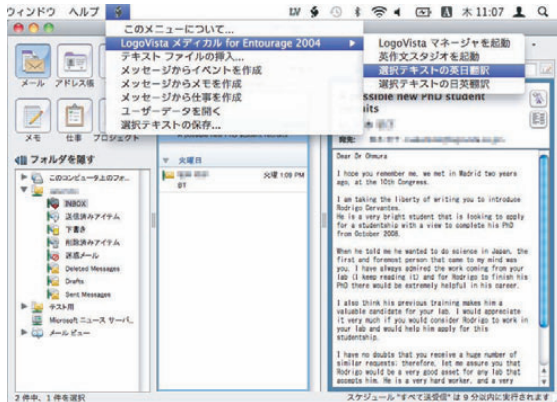 ィンドウ ヘルプ
LV
木 11:07
このメニューについて...
LogoVista メディカル for Entourage 2004
テキスト ファイルの挿入...
メッセージからイベントを作成
メッセージからメモを作成
メッセージから仕事を作成
ユーザーデータを開く
選択テキストの保存...
LogoVista マネージャを起動
英作文スタジオを起動
選択テキストの英日翻訳
選択テキストの日英翻訳
メール アドレス帳
メモ 仕事 プロジェクト
フォルダを隠す
このコンピュータ上のフォ...
INBOX
送信済みアイテム
下書き
削除済みアイテム
迷惑メール
Deleted Messages
Drafts
Sent Messages
テスト用
Microsoft ニュース サーバ...
メール ビュー
火曜日
火曜 1:09 PM
BT
possible new PhD student
Dear Dr Ohmura
I hope you remember me, we met in Madrid two years
ago, at the 10th Congress.
I am taking the liberty of writing you to introduce
Rodrigo Cervantes.
He is a very bright student that is looking to apply
for a studentship with a view to complete his PhD
from October 2008.
When he told me he wanted to do science in Japan, the
first and foremost person that came to my mind was
you. I have always admired the work coming from your
lab (I keep reading it) and for Rodrigo to finish his
PhD there would be extremely helpful in his career.
I also think his previous training makes him a
valuable candidate for your lab. I would appreciate
it very much if you would consider Rodrigo to work in
your lab and would help him apply for this
studentship.
I have no doubts that you receive a huge number of
similar requests; therefore, let me assure you that
Rodrigo would be a very good asset for any lab that
accepts him. He is a very hard worker, and a very
2 件中、1 件を選択
スケジュール "すべて送受信" は 9 分以内に実行されます